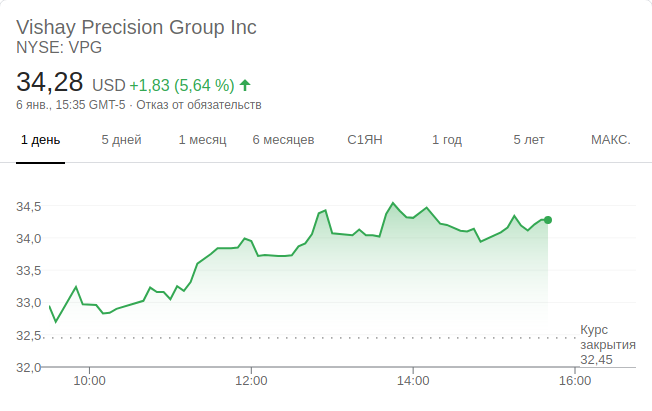 Vishay Precision Group Inc
NYSE: VPG
34,28 USD +1,83 (5,64 %)
6 янв., 15:35 GMT-5 · Отказ от обязательств
1 день 5 дней 1 месяц 6 месяцев С1ЯН 1 год 5 лет МАКС.
34,5
34,0
33,5
33,0
32,5
32,0
Курс
закрытия
32,45
10:00 12:00 14:00 16:00